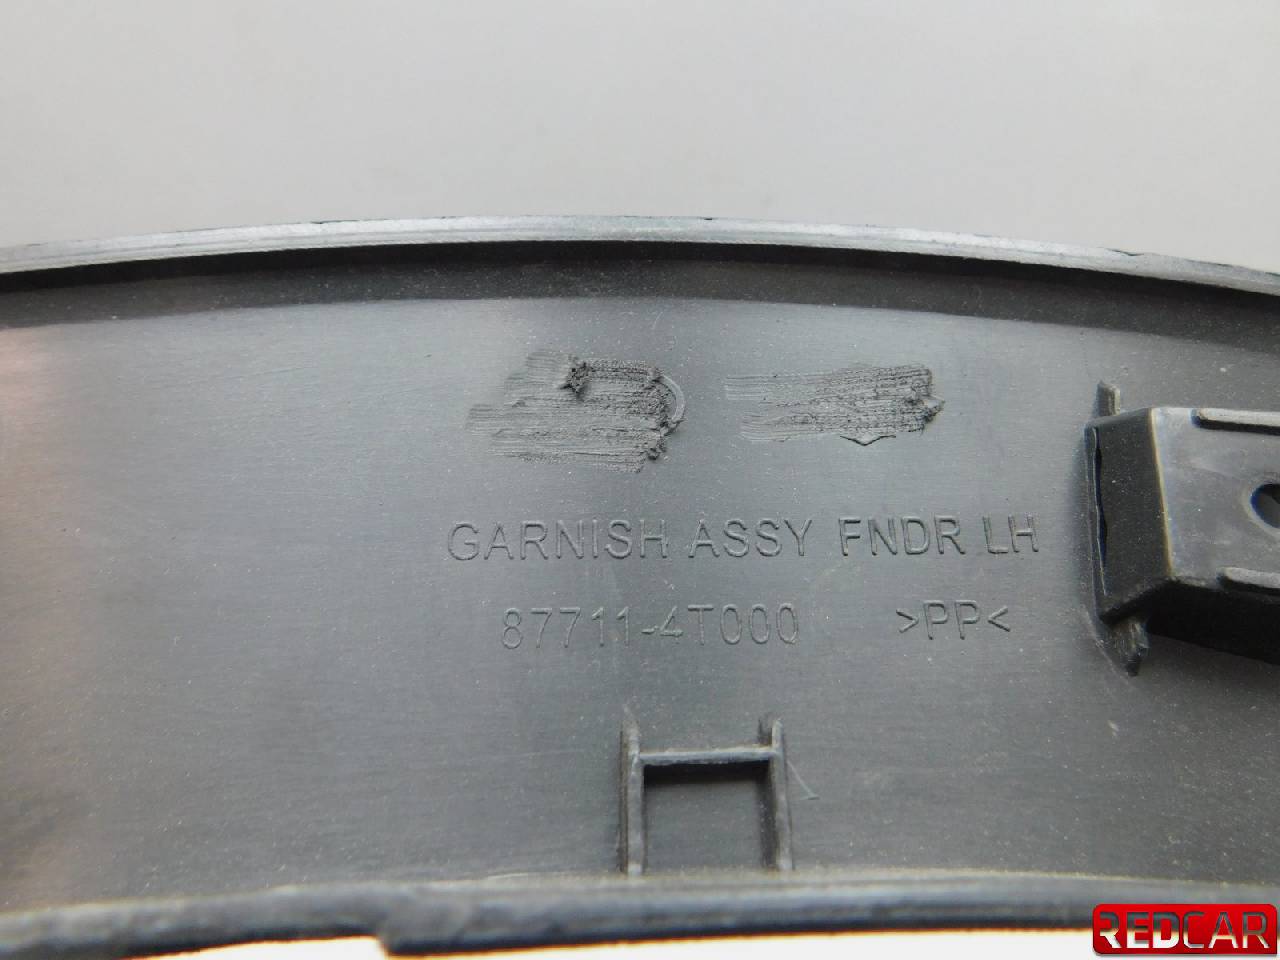 GARNISH ASSY FNDR LH
87711-4T000 >PP<
REDCAR